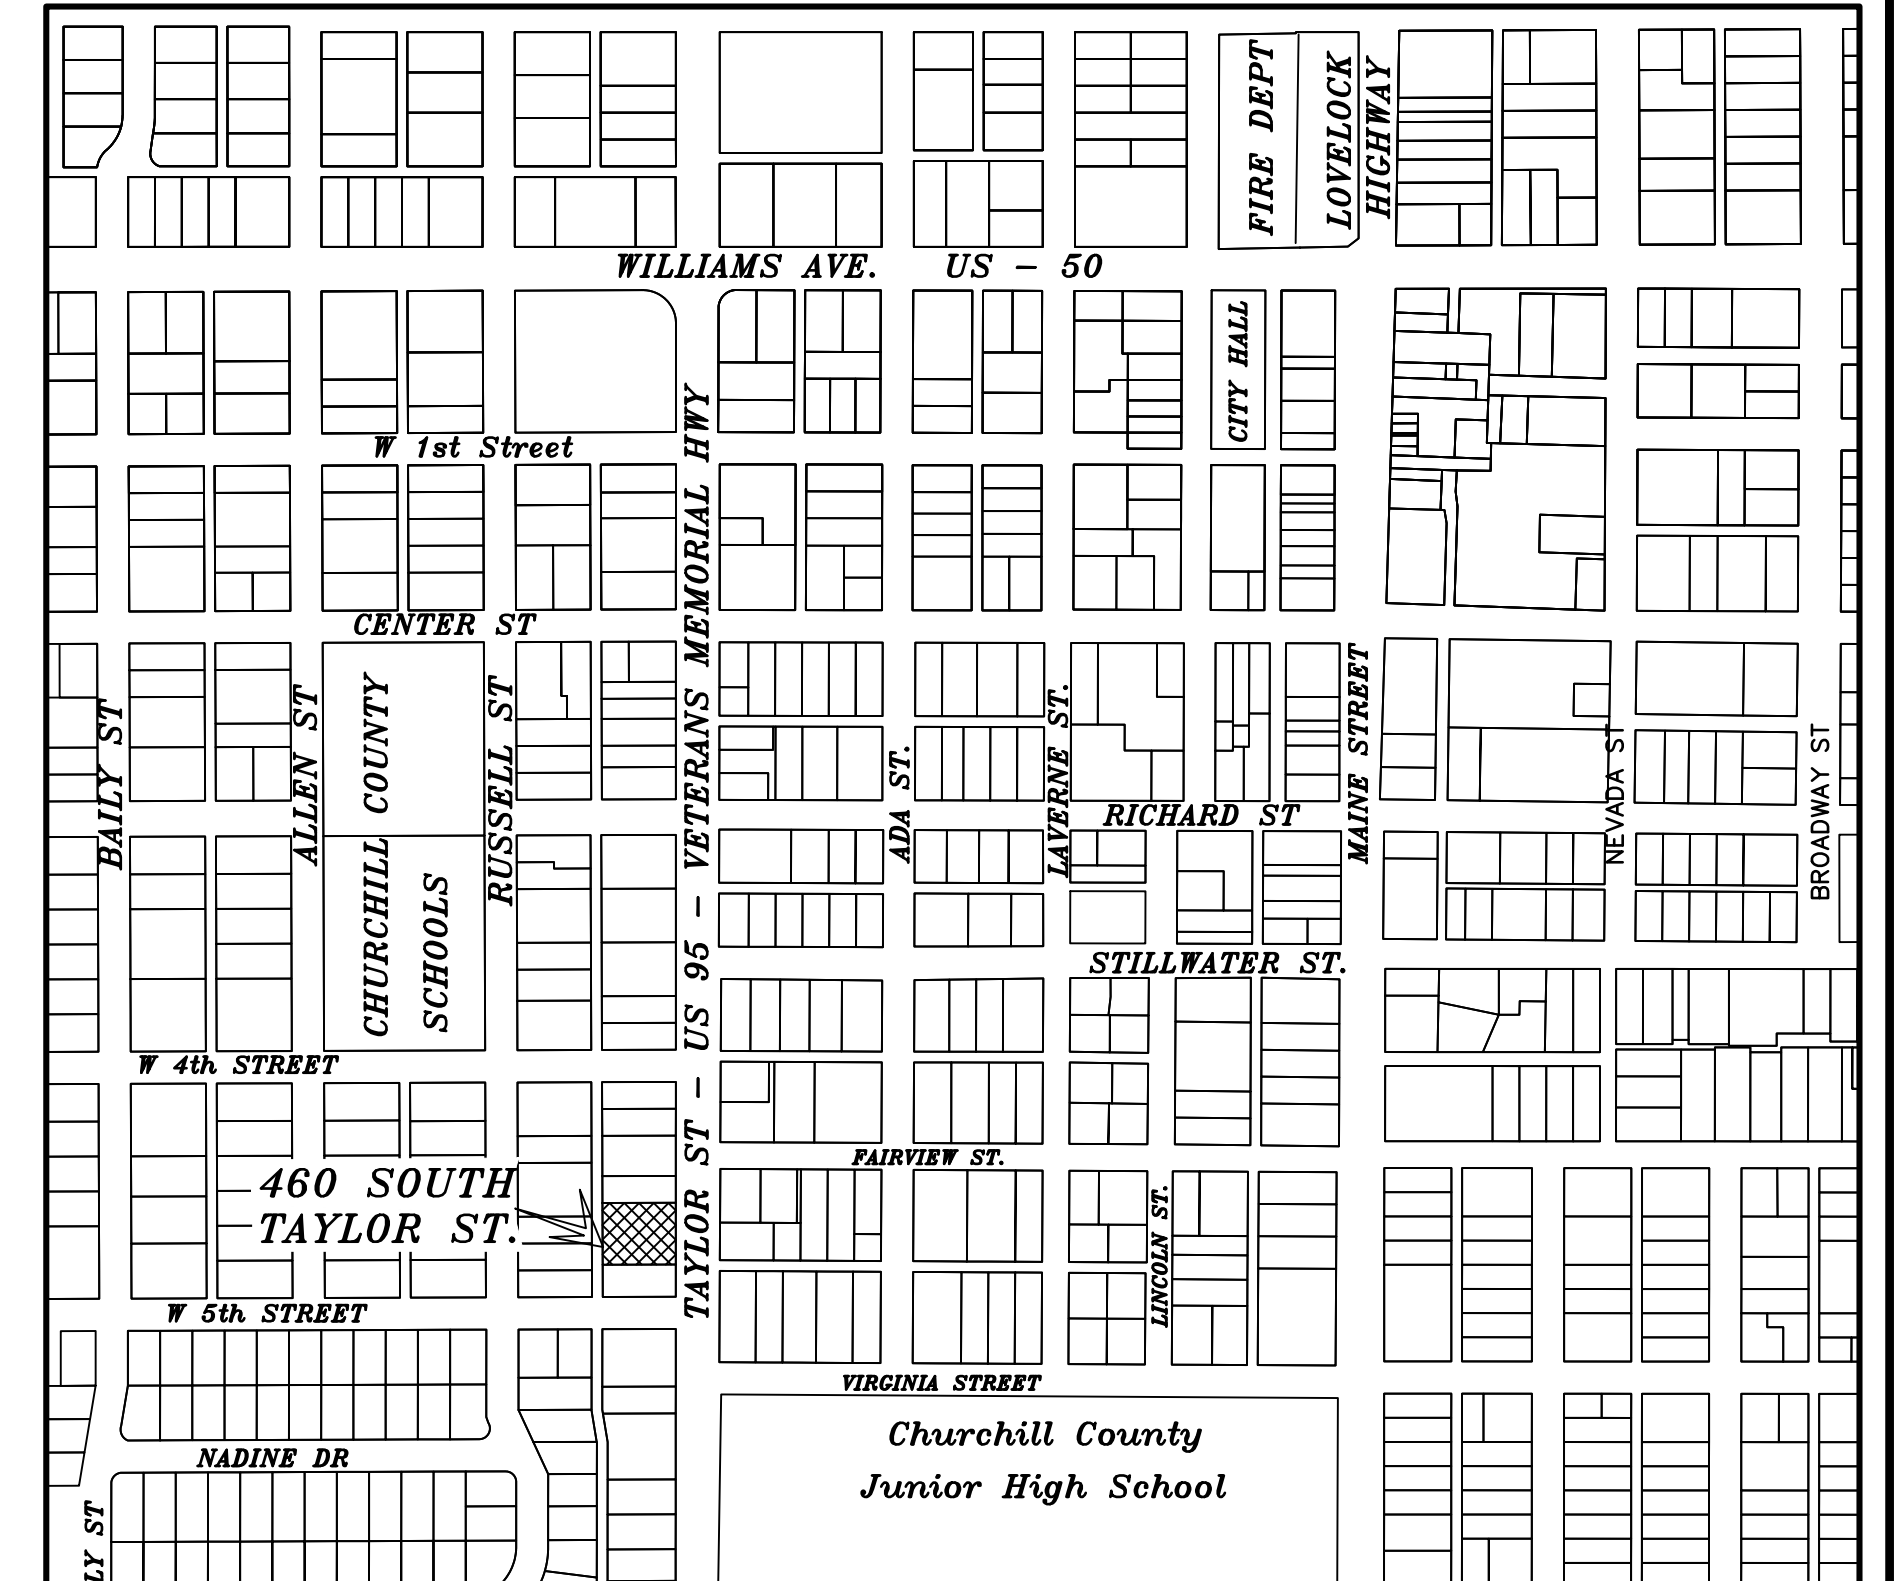 FIRE DEPT
LOVELOCK
HIGHWAY
WILLIAMS AVE. US - 50
CITY HALL
W 1st Street
CENTER ST
BAILY ST
ALLEN ST
CHURCHILL COUNTY
SCHOOLS
RUSSELL ST
TAYLOR ST - US 95 - VETERANS MEMORIAL HWY
ADA ST.
LAVERNE ST.
MAINE STREET
NEVADA ST
BROADWAY ST
RICHARD ST
STILLWATER ST.
W 4th STREET
FAIRVIEW ST.
460 SOUTH
TAYLOR ST.
LINCOLN ST.
W 5th STREET
VIRGINIA STREET
Churchill County
Junior High School
NADINE DR
LY ST